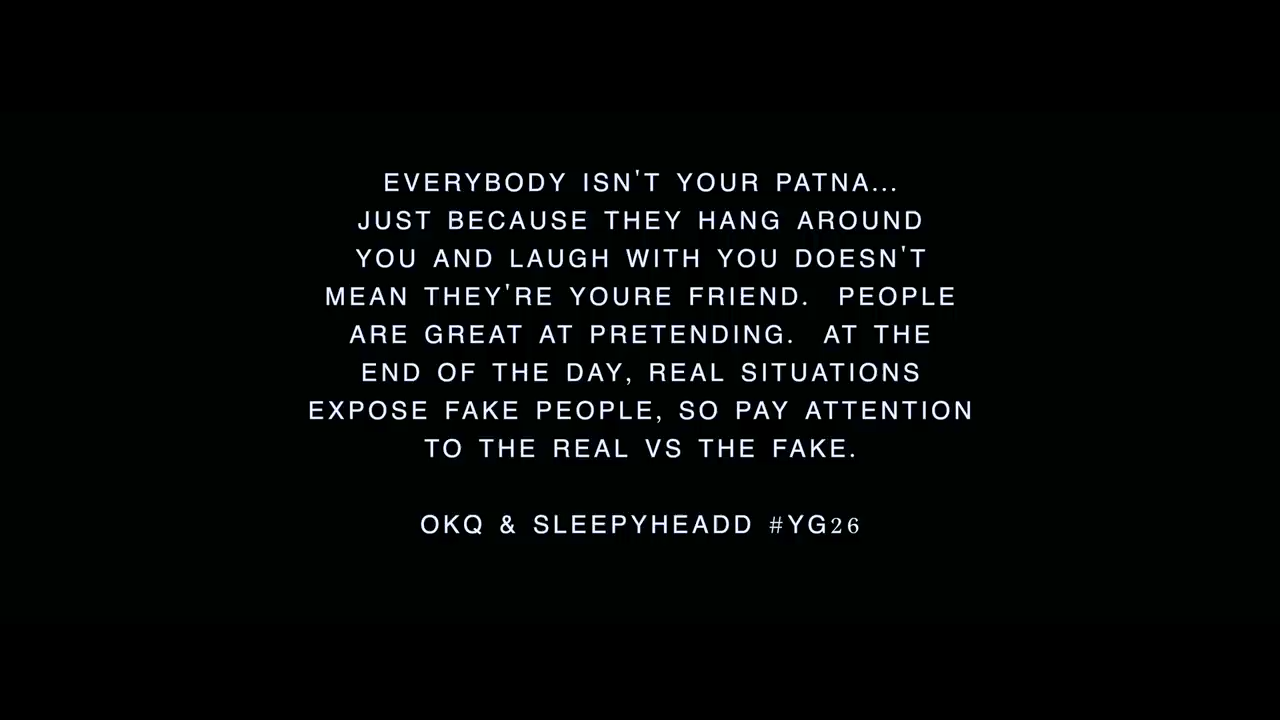 EVERYBODY ISN'T YOUR PATNA...
JUST BECAUSE THEY HANG AROUND
YOU AND LAUGH WITH YOU DOESN'T
MEAN THEY'RE YOURE FRIEND.  PEOPLE
ARE GREAT AT PRETENDING.  AT THE
END OF THE DAY, REAL SITUATIONS
EXPOSE FAKE PEOPLE, SO PAY ATTENTION
TO THE REAL VS THE FAKE.
OKQ & SLEEPYHEADD #YG26